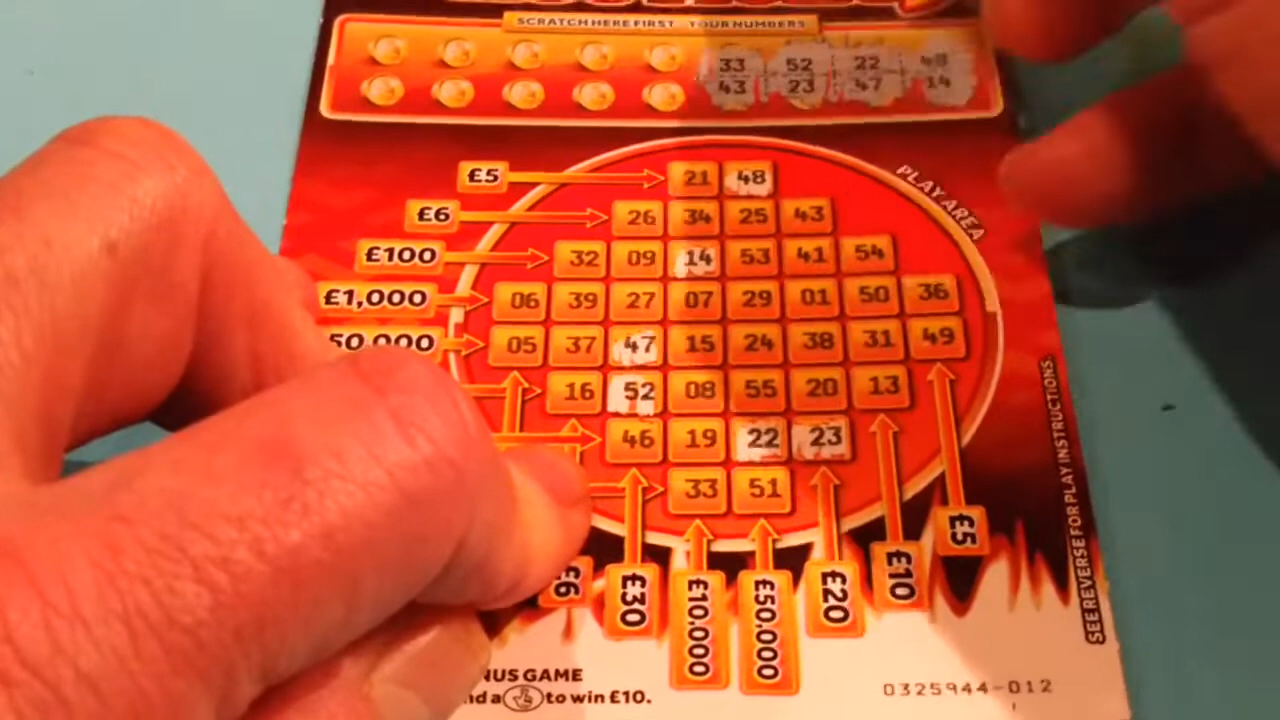 SCRATCH HERE FIRST YOUR NUMBERS
33 52 22 48
43 23 47 14
PLAY AREA
£5 21 48
£6 26 34 25 43
£100 32 09 14 53 41 54
£1,000 06 39 27 07 29 01 50 36
50,000 05 37 47 15 24 38 31 49
16 52 08 55 20 13
46 19 22 23
33 51
£6 £30 £10,000 £50,000 £20 £10 £5
NUS GAME
to win £10.
0325944-012
SEE REVERSE FOR PLAY INSTRUCTIONS